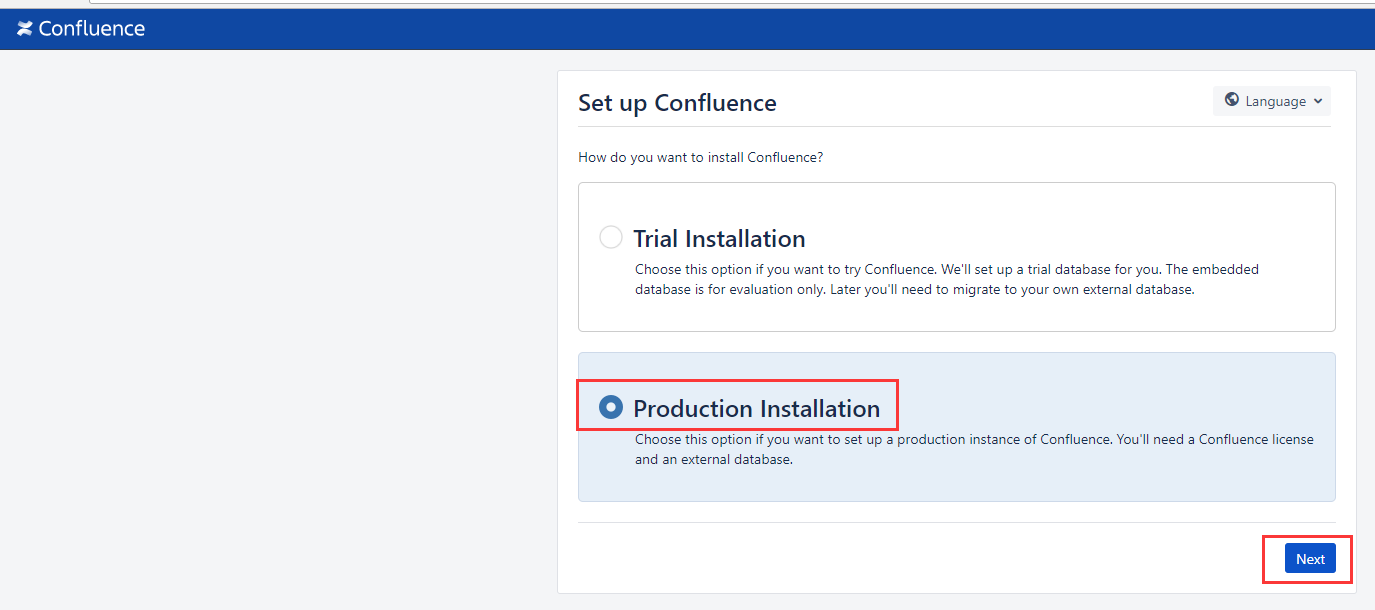 Confluence
Set up Confluence
Language
How do you want to install Confluence?
Trial Installation
Choose this option if you want to try Confluence. We'll set up a trial database for you. The embedded
database is for evaluation only. Later you'll need to migrate to your own external database.
Production Installation
Choose this option if you want to set up a production instance of Confluence. You'll need a Confluence license
and an external database.
Next